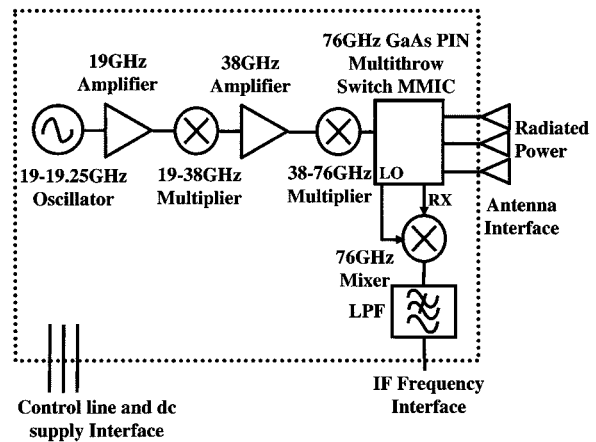 19GHz
Amplifier
38GHz
Amplifier
76GHz GaAs PIN
Multithrow
Switch MMIC
Radiated
Power
19-19.25GHz
Oscillator
19-38GHz
Multiplier
38-76GHz
Multiplier
LO
RX
Antenna
Interface
76GHz
Mixer
LPF
IF Frequency
Interface
Control line and dc
supply Interface